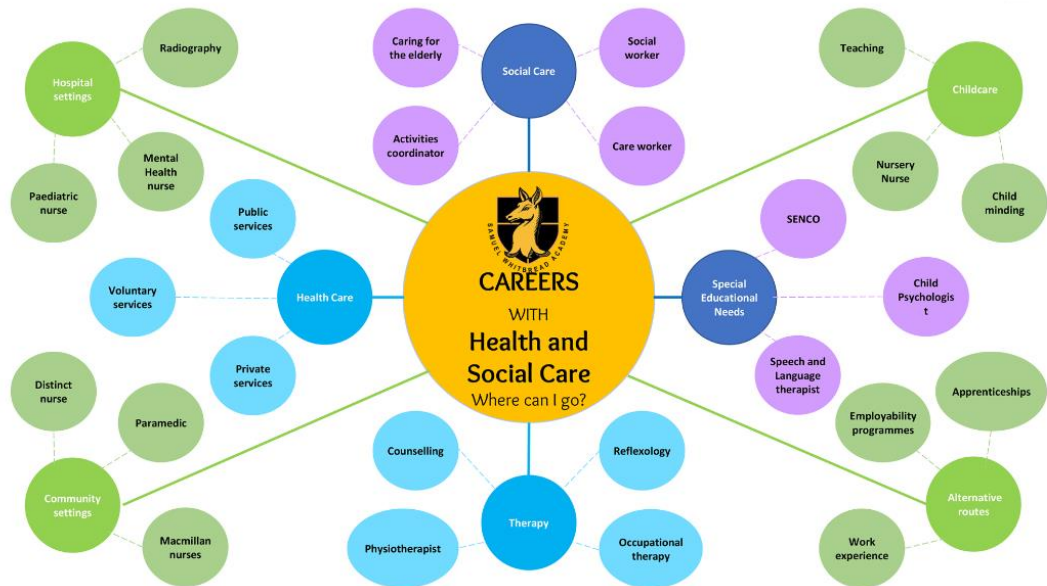 Radiography
Hospital
settings
Mental
Health
nurse
Paediatric
nurse
Caring for
the elderly
Social
worker
Social Care
Activities
coordinator
Care worker
Teaching
Childcare
Nursery
Nurse
Child
minding
Public
services
Voluntary
services
Health Care
Private
services
SAMUEL WHITBREAD ACADEMY
CAREERS
WITH
Health and
Social Care
Where can I go?
SENCO
Special
Educational
Needs
Child
Psychologis
t
Speech and
Language
therapist
Distinct
nurse
Paramedic
Community
settings
Macmillan
nurses
Counselling
Reflexology
Therapy
Physiotherapist
Occupational
therapy
Apprenticeships
Employability
programmes
Alternative
routes
Work
experience